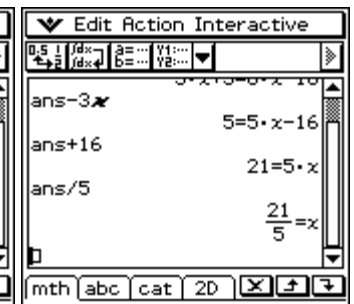 Edit Action Interactive
ans-3x
5=5·x-16
ans+16
21=5·x
ans/5
21/5=x
mth abc cat 2D